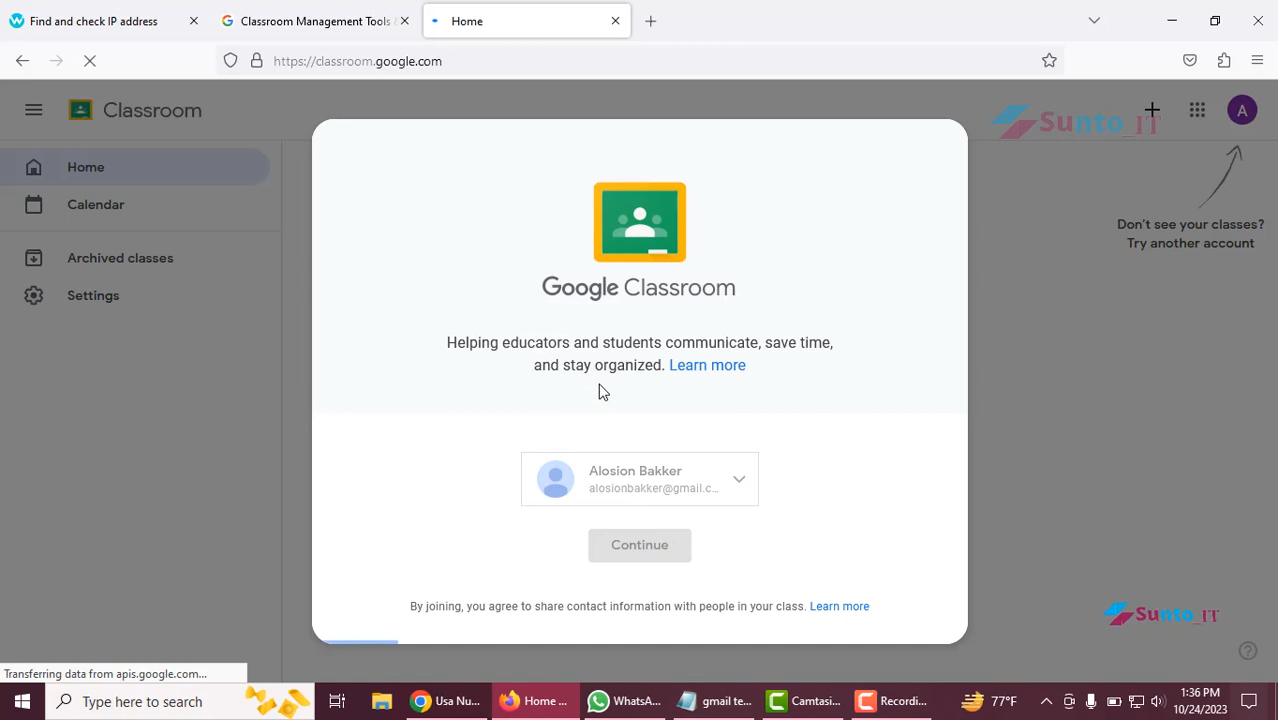 Find and check IP address
Classroom Management Tools
Home
https://classroom.google.com
Classroom
Sunto_IT
A
Home
Calendar
Archived classes
Settings
Don't see your classes?
Try another account
Google Classroom
Helping educators and students communicate, save time,
and stay organized. Learn more
Alosion Bakker
alosionbakker@gmail.c...
Continue
By joining, you agree to share contact information with people in your class. Learn more
Sunto_IT
Transferring data from apis.google.com...
Type here to search
Usa Nu...
Home ...
WhatsA...
gmail te...
Camtasi...
Recordi...
77°F
1:36 PM
10/24/2023